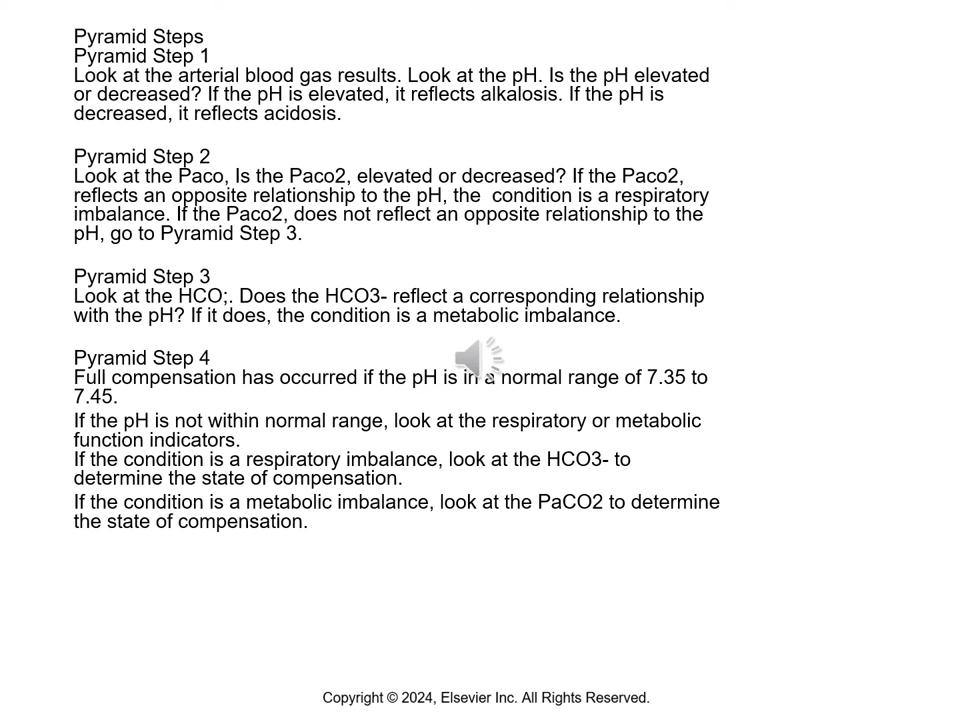 Pyramid Steps
Pyramid Step 1
Look at the arterial blood gas results. Look at the pH. Is the pH elevated
or decreased? If the pH is elevated, it reflects alkalosis. If the pH is
decreased, it reflects acidosis.
Pyramid Step 2
Look at the Paco, Is the Paco2, elevated or decreased? If the Paco2,
reflects an opposite relationship to the pH, the  condition is a respiratory
imbalance. If the Paco2, does not reflect an opposite relationship to the
pH, go to Pyramid Step 3.
Pyramid Step 3
Look at the HCO;. Does the HCO3- reflect a corresponding relationship
with the pH? If it does, the condition is a metabolic imbalance.
Pyramid Step 4
Full compensation has occurred if the pH is in a normal range of 7.35 to
7.45.
If the pH is not within normal range, look at the respiratory or metabolic
function indicators.
If the condition is a respiratory imbalance, look at the HCO3- to
determine the state of compensation.
If the condition is a metabolic imbalance, look at the PaCO2 to determine
the state of compensation.
Copyright © 2024, Elsevier Inc. All Rights Reserved.